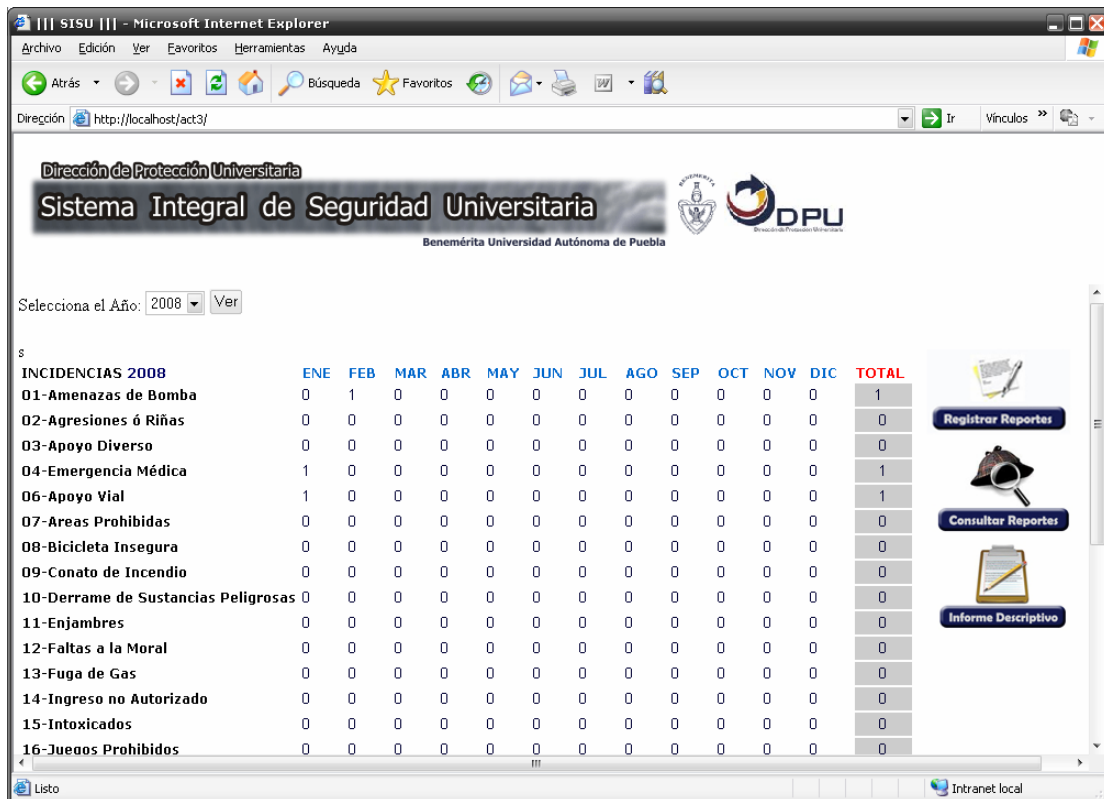 ||| SISU ||| - Microsoft Internet Explorer
Archivo Edición Ver Favoritos Herramientas Ayuda
Atrás Búsqueda Favoritos
Dirección http://localhost/act3/ Ir Vínculos »
Dirección de Protección Universitaria
Sistema Integral de Seguridad Universitaria
BENEMERITA
DPU
Dirección de Protección Universitaria
Benemérita Universidad Autónoma de Puebla
Selecciona el Año: 2008 Ver
s
INCIDENCIAS 2008 ENE FEB MAR ABR MAY JUN JUL AGO SEP OCT NOV DIC TOTAL
01-Amenazas de Bomba 0 1 0 0 0 0 0 0 0 0 0 0 1
02-Agresiones ó Riñas 0 0 0 0 0 0 0 0 0 0 0 0 0
03-Apoyo Diverso 0 0 0 0 0 0 0 0 0 0 0 0 0
04-Emergencia Médica 1 0 0 0 0 0 0 0 0 0 0 0 1
06-Apoyo Vial 1 0 0 0 0 0 0 0 0 0 0 0 1
07-Areas Prohibidas 0 0 0 0 0 0 0 0 0 0 0 0 0
08-Bicicleta Insegura 0 0 0 0 0 0 0 0 0 0 0 0 0
09-Conato de Incendio 0 0 0 0 0 0 0 0 0 0 0 0 0
10-Derrame de Sustancias Peligrosas 0 0 0 0 0 0 0 0 0 0 0 0 0
11-Enjambres 0 0 0 0 0 0 0 0 0 0 0 0 0
12-Faltas a la Moral 0 0 0 0 0 0 0 0 0 0 0 0 0
13-Fuga de Gas 0 0 0 0 0 0 0 0 0 0 0 0 0
14-Ingreso no Autorizado 0 0 0 0 0 0 0 0 0 0 0 0 0
15-Intoxicados 0 0 0 0 0 0 0 0 0 0 0 0 0
16-Juegos Prohibidos 0 0 0 0 0 0 0 0 0 0 0 0 0
Registrar Reportes
Consultar Reportes
Informe Descriptivo
Listo Intranet local